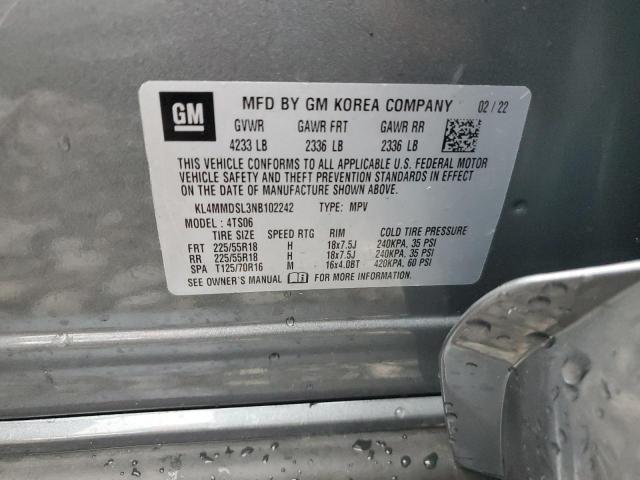 GM
MFD BY GM KOREA COMPANY 02/22
GVWR GAWR FRT GAWR RR
4233 LB 2336 LB 2336 LB
THIS VEHICLE CONFORMS TO ALL APPLICABLE U.S. FEDERAL MOTOR
VEHICLE SAFETY AND THEFT PREVENTION STANDARDS IN EFFECT
ON THE DATE OF MANUFACTURE SHOWN ABOVE.
KL4MMDSL3NB102242 TYPE: MPV
MODEL: 4TS06
TIRE SIZE SPEED RTG RIM COLD TIRE PRESSURE
FRT 225/55R18 H 18x7.5J 240KPA, 35 PSI
RR 225/55R18 H 18x7.5J 240KPA, 35 PSI
SPA T125/70R16 M 16x4.0BT 420KPA, 60 PSI
SEE OWNER'S MANUAL FOR MORE INFORMATION.